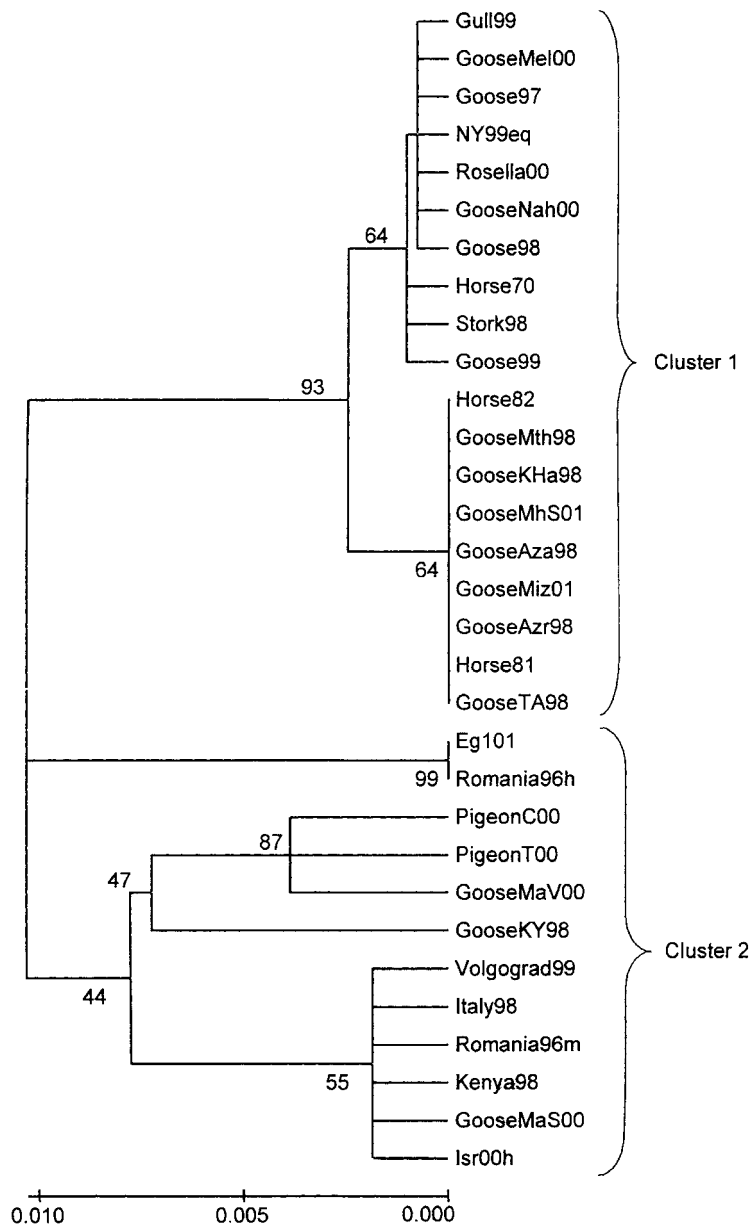 Gull99
GooseMel00
Goose97
NY99eq
Rosella00
64
GooseNah00
Goose98
Horse70
Stork98
Goose99
Cluster 1
93
Horse82
GooseMth98
GooseKHa98
GooseMhS01
GooseAza98
64
GooseMiz01
GooseAzr98
Horse81
GooseTA98
Eg101
99
Romania96h
PigeonC00
87
PigeonT00
47
GooseMaV00
GooseKY98
Cluster 2
44
Volgograd99
Italy98
Romania96m
55
Kenya98
GooseMaS00
Isr00h
0.010 0.005 0.000